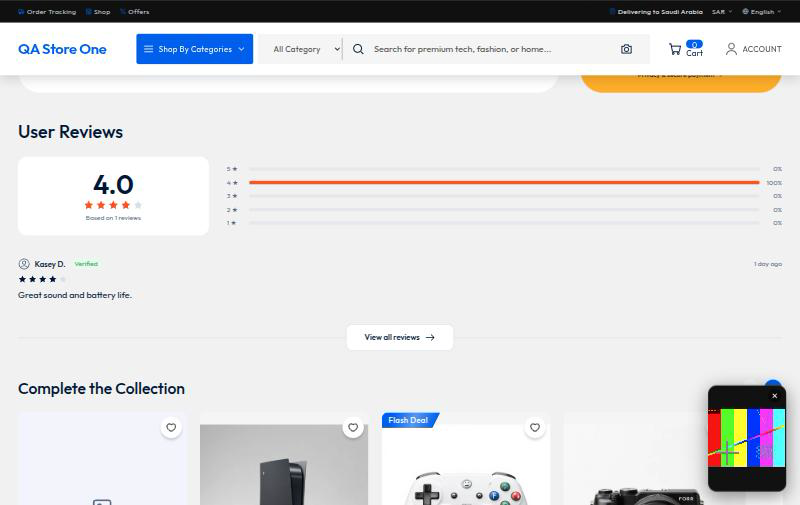 Order Tracking
Shop
Offers
Delivering to Saudi Arabia
SAR
English
QA Store One
Shop By Categories
All Category
Search for premium tech, fashion, or home...
0
Cart
ACCOUNT
Privacy & secure payment
User Reviews
4.0
Based on 1 reviews
5 ★ 0%
4 ★ 100%
3 ★ 0%
2 ★ 0%
1 ★ 0%
Kasey D. Verified
1 day ago
Great sound and battery life.
View all reviews
Complete the Collection
Flash Deal